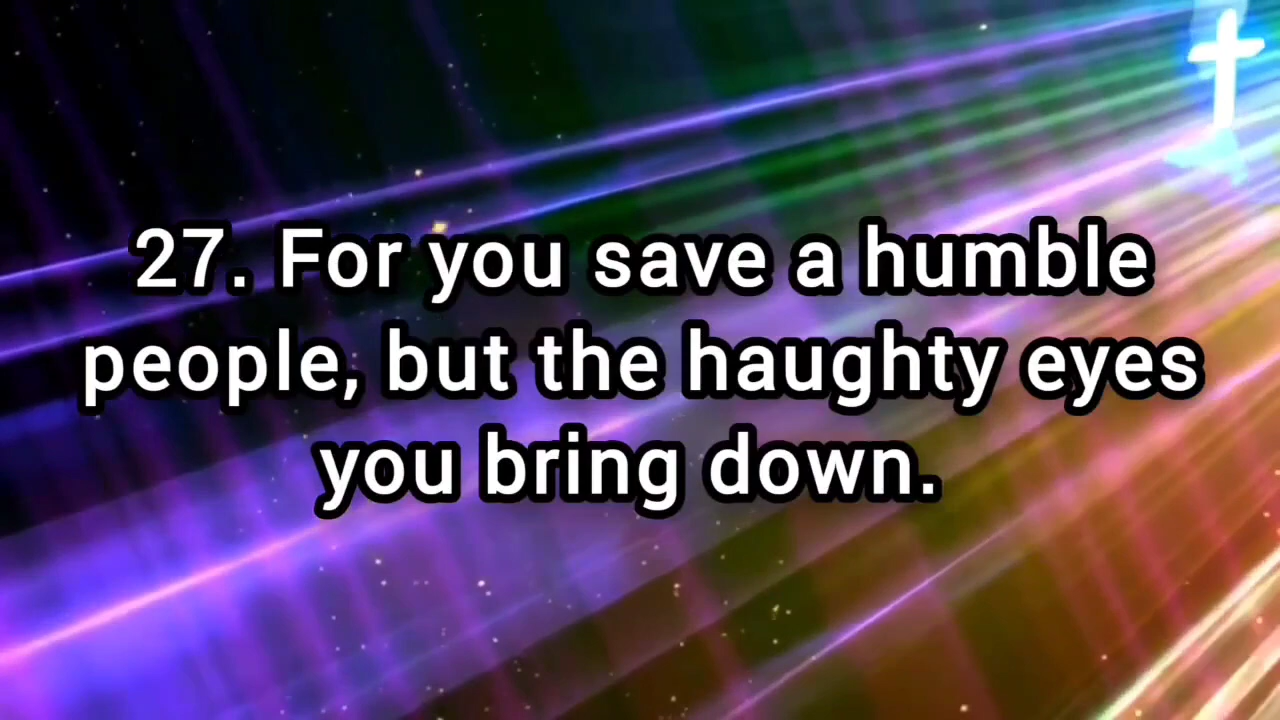 27. For you save a humble
people, but the haughty eyes
you bring down.